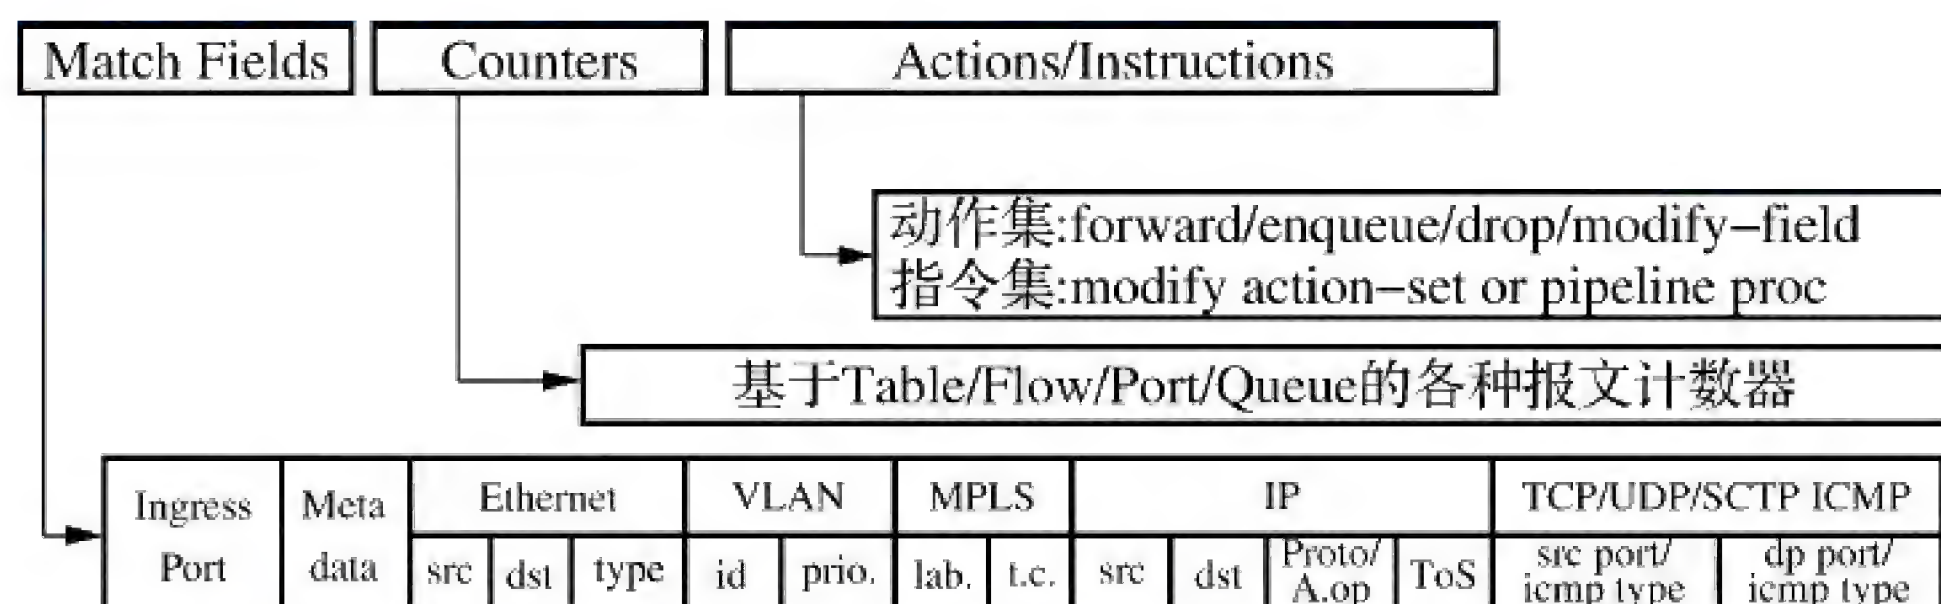 Match Fields Counters Actions/Instructions
动作集:forward/enqueue/drop/modify–field
指令集:modify action–set or pipeline proc
基于Table/Flow/Port/Queue的各种报文计数器
Ingress Port Meta data Ethernet VLAN MPLS IP TCP/UDP/SCTP ICMP
src dst type id prio. lab. t.c. src dst Proto/ A.op ToS src port/ icmp type dp port/ icmp type